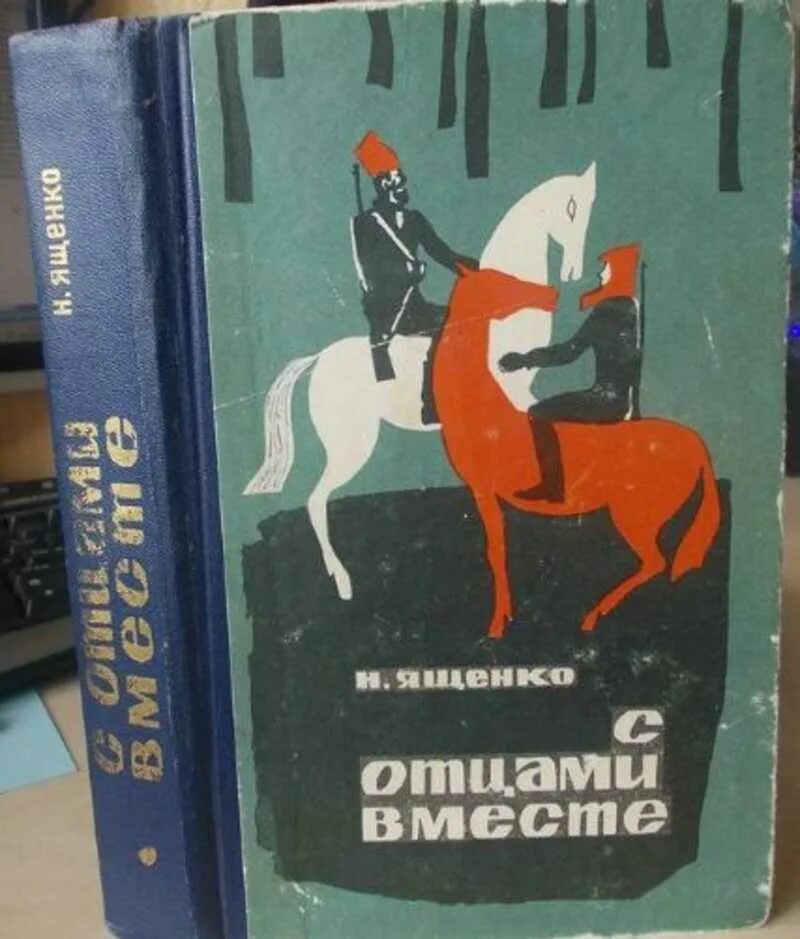 Н. ЯЩЕНКО
С ОТЦАМИ
ВМЕСТЕ
Н. ЯЩЕНКО
С
ОТЦАМИ
ВМЕСТЕ